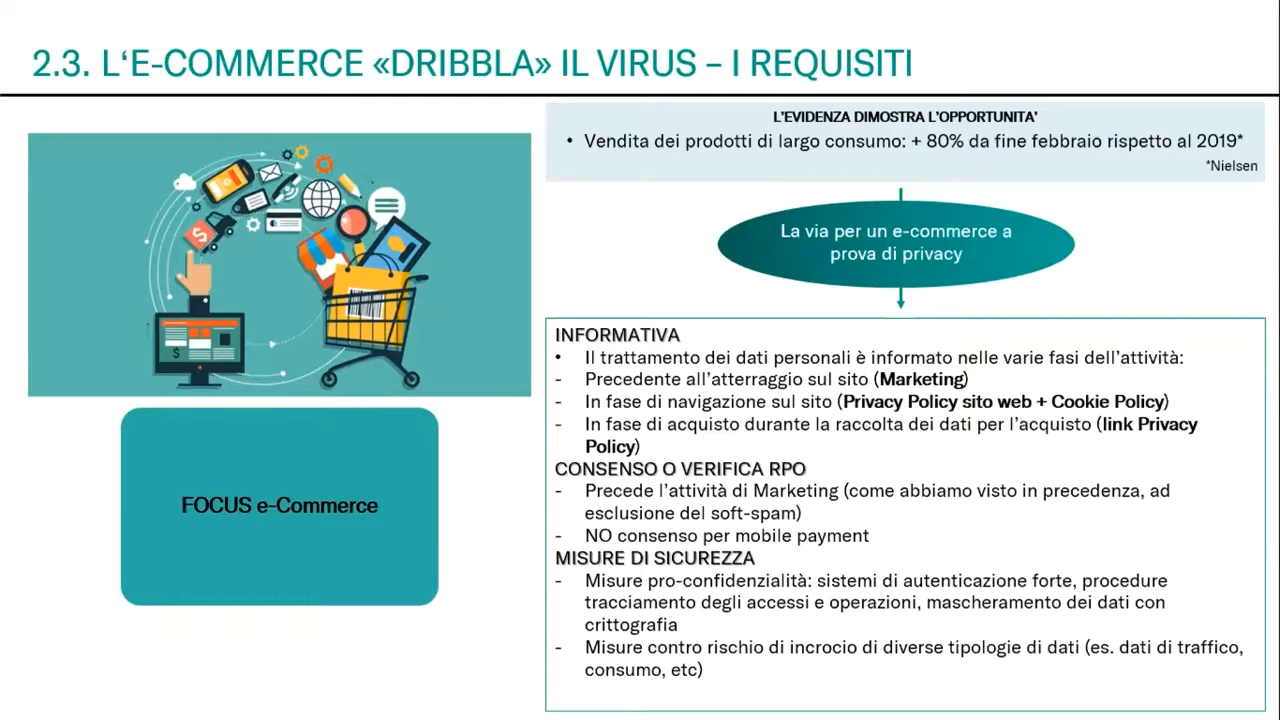 2.3. L‘E-COMMERCE «DRIBBLA» IL VIRUS – I REQUISITI
L’EVIDENZA DIMOSTRA L’OPPORTUNITA’
• Vendita dei prodotti di largo consumo: + 80% da fine febbraio rispetto al 2019*
*Nielsen
La via per un e-commerce a
prova di privacy
FOCUS e-Commerce
INFORMATIVA
• Il trattamento dei dati personali è informato nelle varie fasi dell’attività:
- Precedente all’atterraggio sul sito (Marketing)
- In fase di navigazione sul sito (Privacy Policy sito web + Cookie Policy)
- In fase di acquisto durante la raccolta dei dati per l’acquisto (link Privacy
Policy)
CONSENSO O VERIFICA RPO
- Precede l’attività di Marketing (come abbiamo visto in precedenza, ad
esclusione del soft-spam)
- NO consenso per mobile payment
MISURE DI SICUREZZA
- Misure pro-confidenzialità: sistemi di autenticazione forte, procedure
tracciamento degli accessi e operazioni, mascheramento dei dati con
crittografia
- Misure contro rischio di incrocio di diverse tipologie di dati (es. dati di traffico,
consumo, etc)